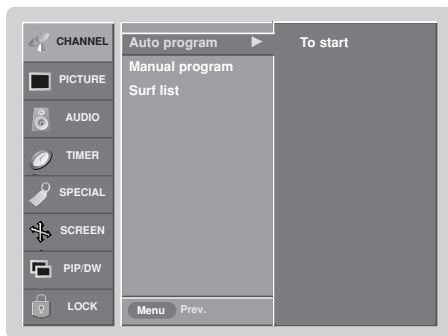 CHANNEL
PICTURE
AUDIO
TIMER
SPECIAL
SCREEN
PIP/DW
LOCK
Auto program
Manual program
Surf list
Menu Prev.
To start